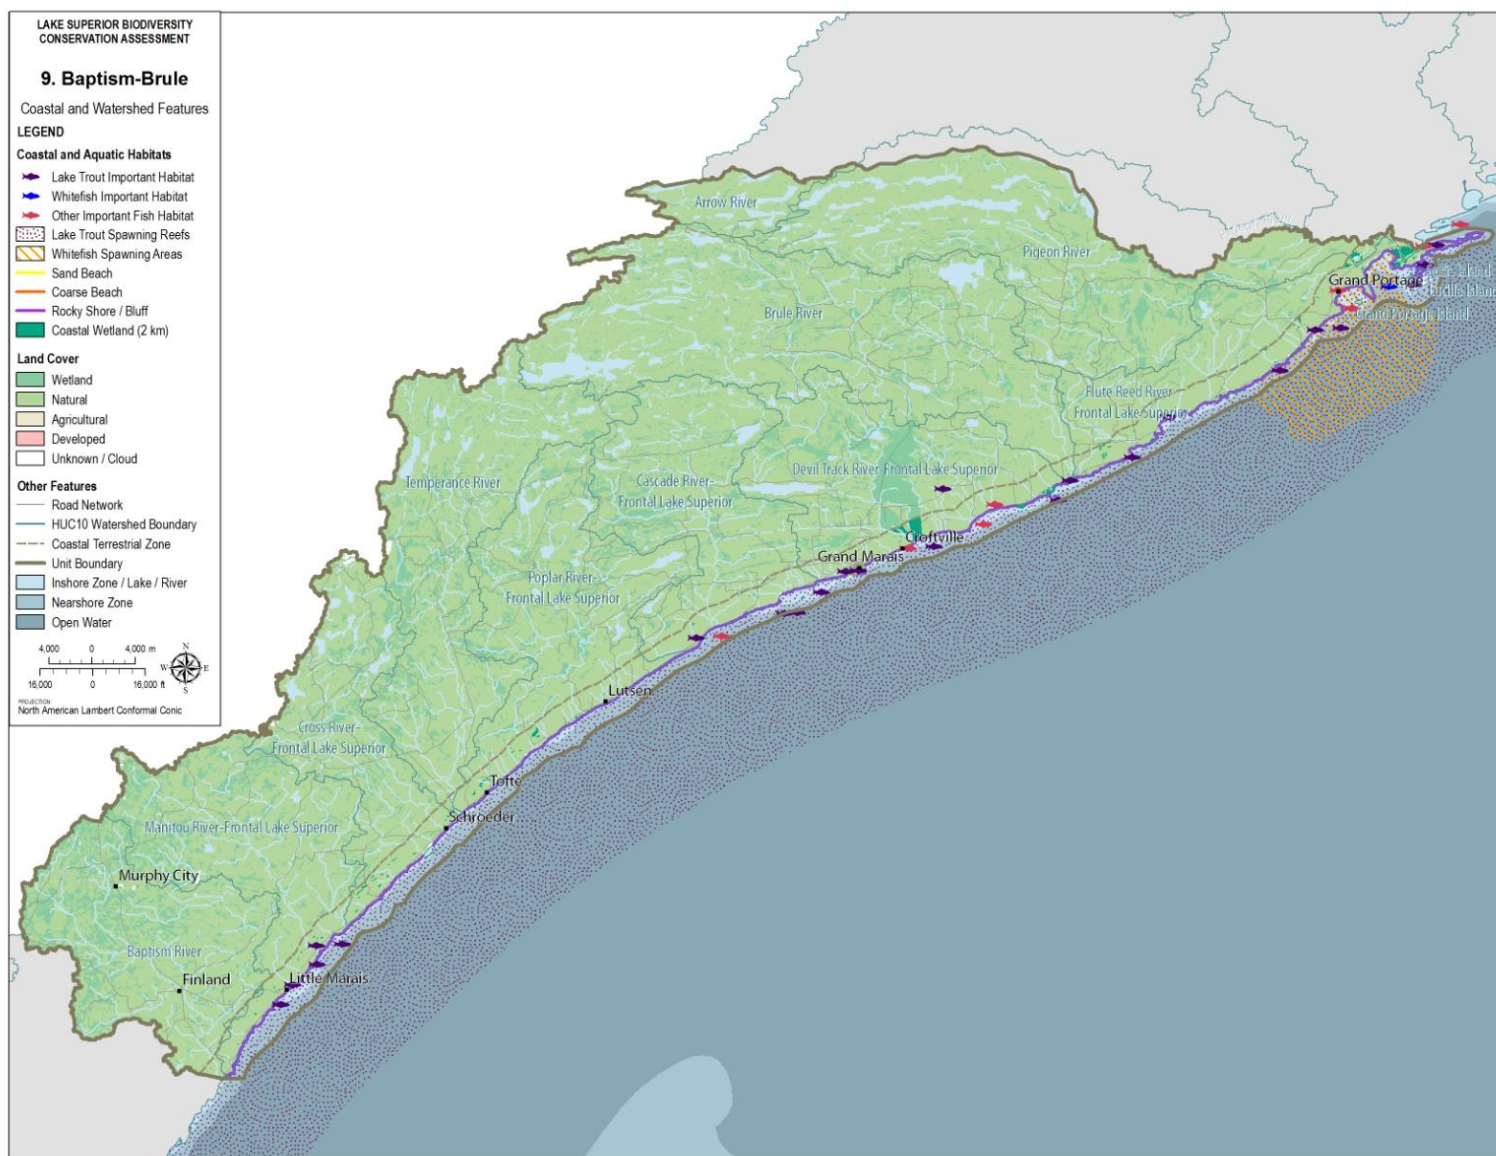 LAKE SUPERIOR BIODIVERSITY
CONSERVATION ASSESSMENT
9. Baptism-Brule
Coastal and Watershed Features
LEGEND
Coastal and Aquatic Habitats
Lake Trout Important Habitat
Whitefish Important Habitat
Other Important Fish Habitat
Lake Trout Spawning Reefs
Whitefish Spawning Areas
Sand Beach
Coarse Beach
Rocky Shore / Bluff
Coastal Wetland (2 km)
Land Cover
Wetland
Natural
Agricultural
Developed
Unknown / Cloud
Other Features
Road Network
HUC10 Watershed Boundary
Coastal Terrestrial Zone
Unit Boundary
Inshore Zone / Lake / River
Nearshore Zone
Open Water
4,000 0 4,000 m
16,000 0 16,000 ft
N
W E
S
PROJECTION:
North American Lambert Conformal Conic
Arrow River
Pigeon River
Grand Portage
Lucille Island
Grand Portage Island
Brule River
Flute Reed River
Frontal Lake Superior
Devil Track River-Frontal Lake Superior
Cascade River-
Frontal Lake Superior
Temperance River
Croftville
Grand Marais
Poplar River-
Frontal Lake Superior
Lutsen
Cross River-
Frontal Lake Superior
Tofte
Schroeder
Manitou River-Frontal Lake Superior
Murphy City
Baptism River
Finland
Little Marais